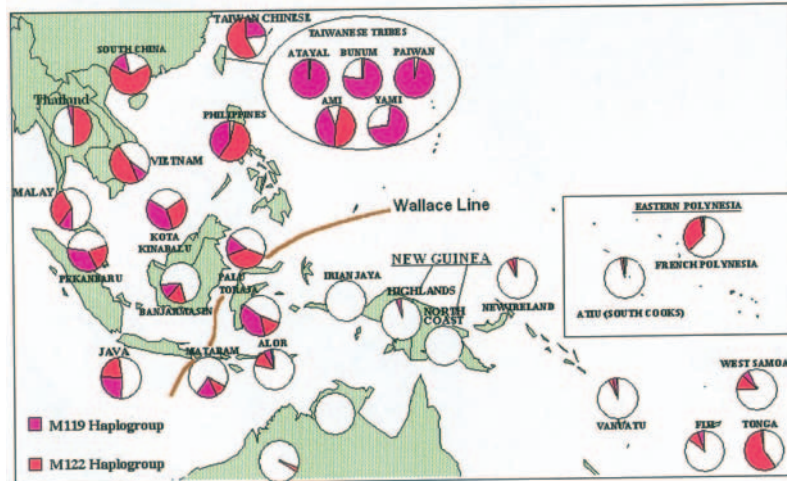 TAIWAN CHINESE
TAIWANESE TRIBES
ATAYAL BUNUM PAIWAN
AMI YAMI
SOUTH CHINA
Thailand
PHILIPPINES
VIETNAM
MALAY
KOTA
KINABALU
Wallace Line
PEKANBARU
PALU
TORAJA
BANJARMASIN
NEW GUINEA
IRIAN JAYA
HIGHLANDS
NORTH
COAST
NEW IRELAND
EASTERN POLYNESIA
FRENCH POLYNESIA
ATIU (SOUTH COOKS)
JAVA
MATARAM
ALOR
VANUATU
WEST SAMOA
FIJI
TONGA
M119 Haplogroup
M122 Haplogroup